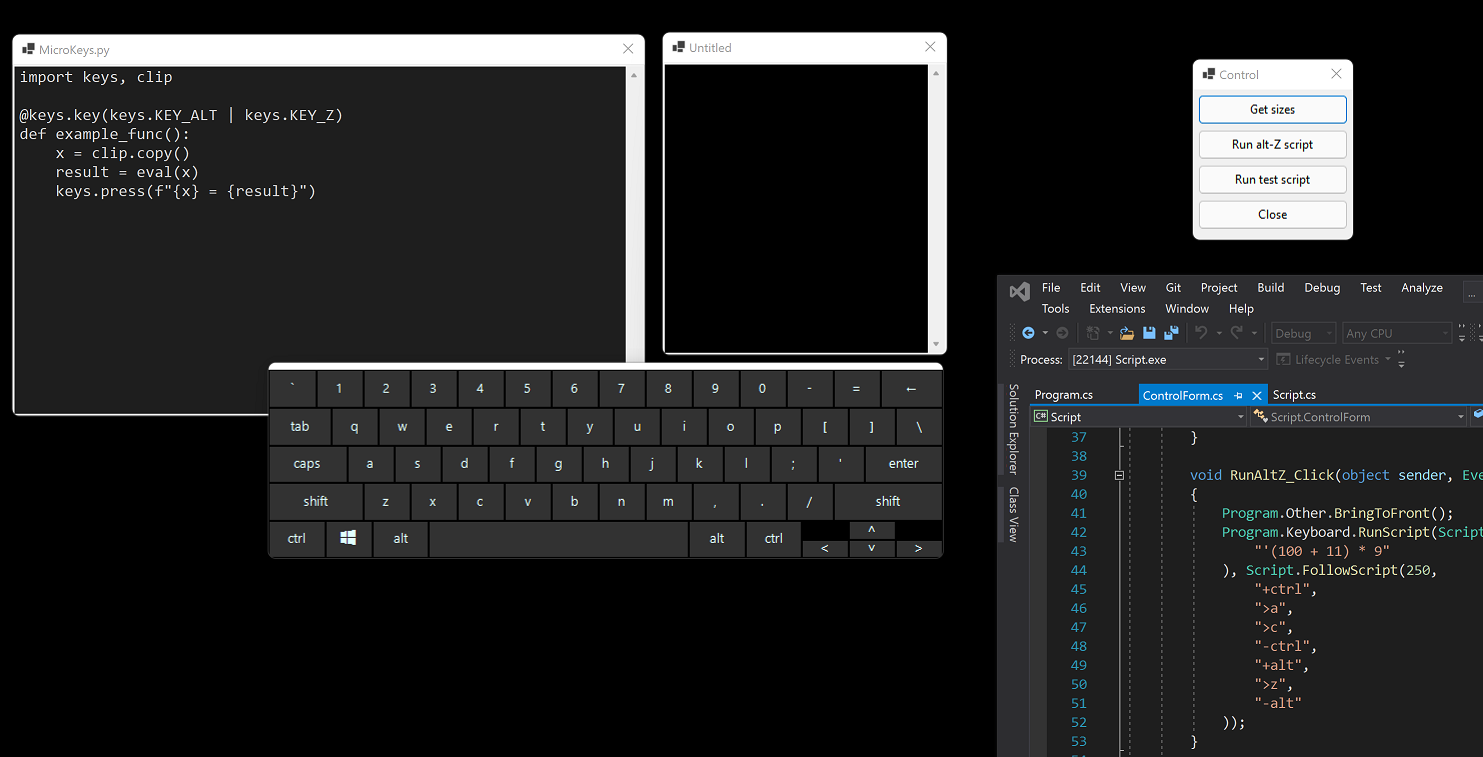 MicroKeys.py
import keys, clip
@keys.key(keys.KEY_ALT | keys.KEY_Z)
def example_func():
    x = clip.copy()
    result = eval(x)
    keys.press(f"{x} = {result}")
Untitled
Control
Get sizes
Run alt-Z script
Run test script
Close
` 1 2 3 4 5 6 7 8 9 0 - = ←
tab q w e r t y u i o p [ ] \
caps a s d f g h j k l ; ' enter
shift z x c v b n m , . / shift
ctrl alt alt ctrl < ^ v >
File Edit View Git Project Build Debug Test Analyze ...
Tools Extensions Window Help
Debug Any CPU
Process: [22144] Script.exe Lifecycle Events
Solution Explorer
Class View
Program.cs ControlForm.cs Script.cs
C# Script Script.ControlForm
37 }
38
39 void RunAltZ_Click(object sender, Eve
40 {
41 Program.Other.BringToFront();
42 Program.Keyboard.RunScript(Script
43 "'(100 + 11) * 9"
44 ), Script.FollowScript(250,
45 "+ctrl",
46 ">a",
47 ">c",
48 "-ctrl",
49 "+alt",
50 ">z",
51 "-alt"
52 ));
53 }